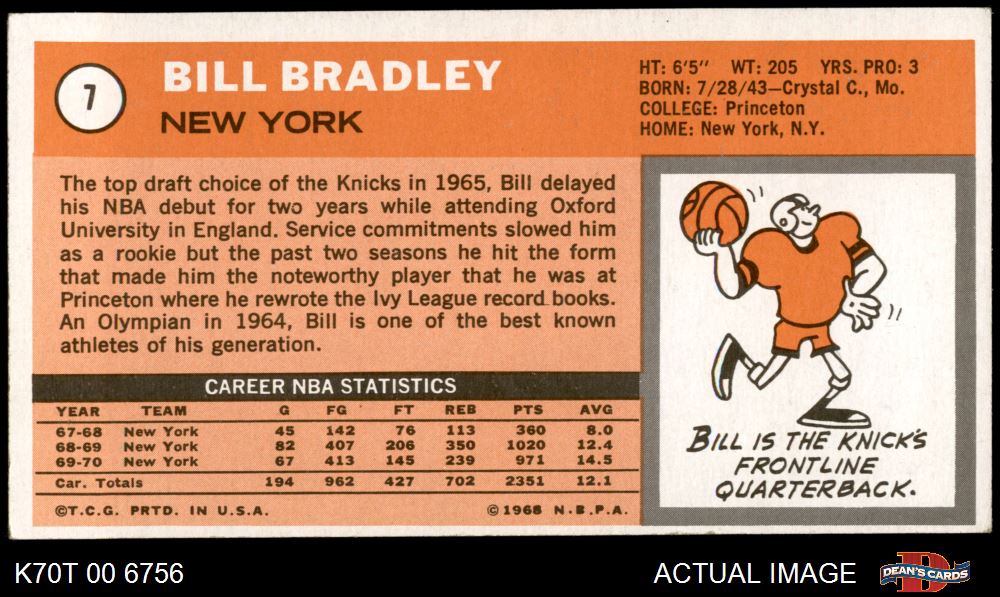 7
BILL BRADLEY
NEW YORK
HT: 6'5" WT: 205 YRS. PRO: 3
BORN: 7/28/43—Crystal C., Mo.
COLLEGE: Princeton
HOME: New York, N.Y.
The top draft choice of the Knicks in 1965, Bill delayed
his NBA debut for two years while attending Oxford
University in England. Service commitments slowed him
as a rookie but the past two seasons he hit the form
that made him the noteworthy player that he was at
Princeton where he rewrote the Ivy League record books.
An Olympian in 1964, Bill is one of the best known
athletes of his generation.
CAREER NBA STATISTICS
YEAR TEAM G FG FT REB PTS AVG
67-68 New York 45 142 76 113 360 8.0
68-69 New York 82 407 206 350 1020 12.4
69-70 New York 67 413 145 239 971 14.5
Car. Totals 194 962 427 702 2351 12.1
©T.C.G. PRTD. IN U.S.A. ©1968 N.B.P.A.
BILL IS THE KNICK'S
FRONTLINE
QUARTERBACK.
K70T 00 6756
ACTUAL IMAGE
D
DEAN'S CARDS